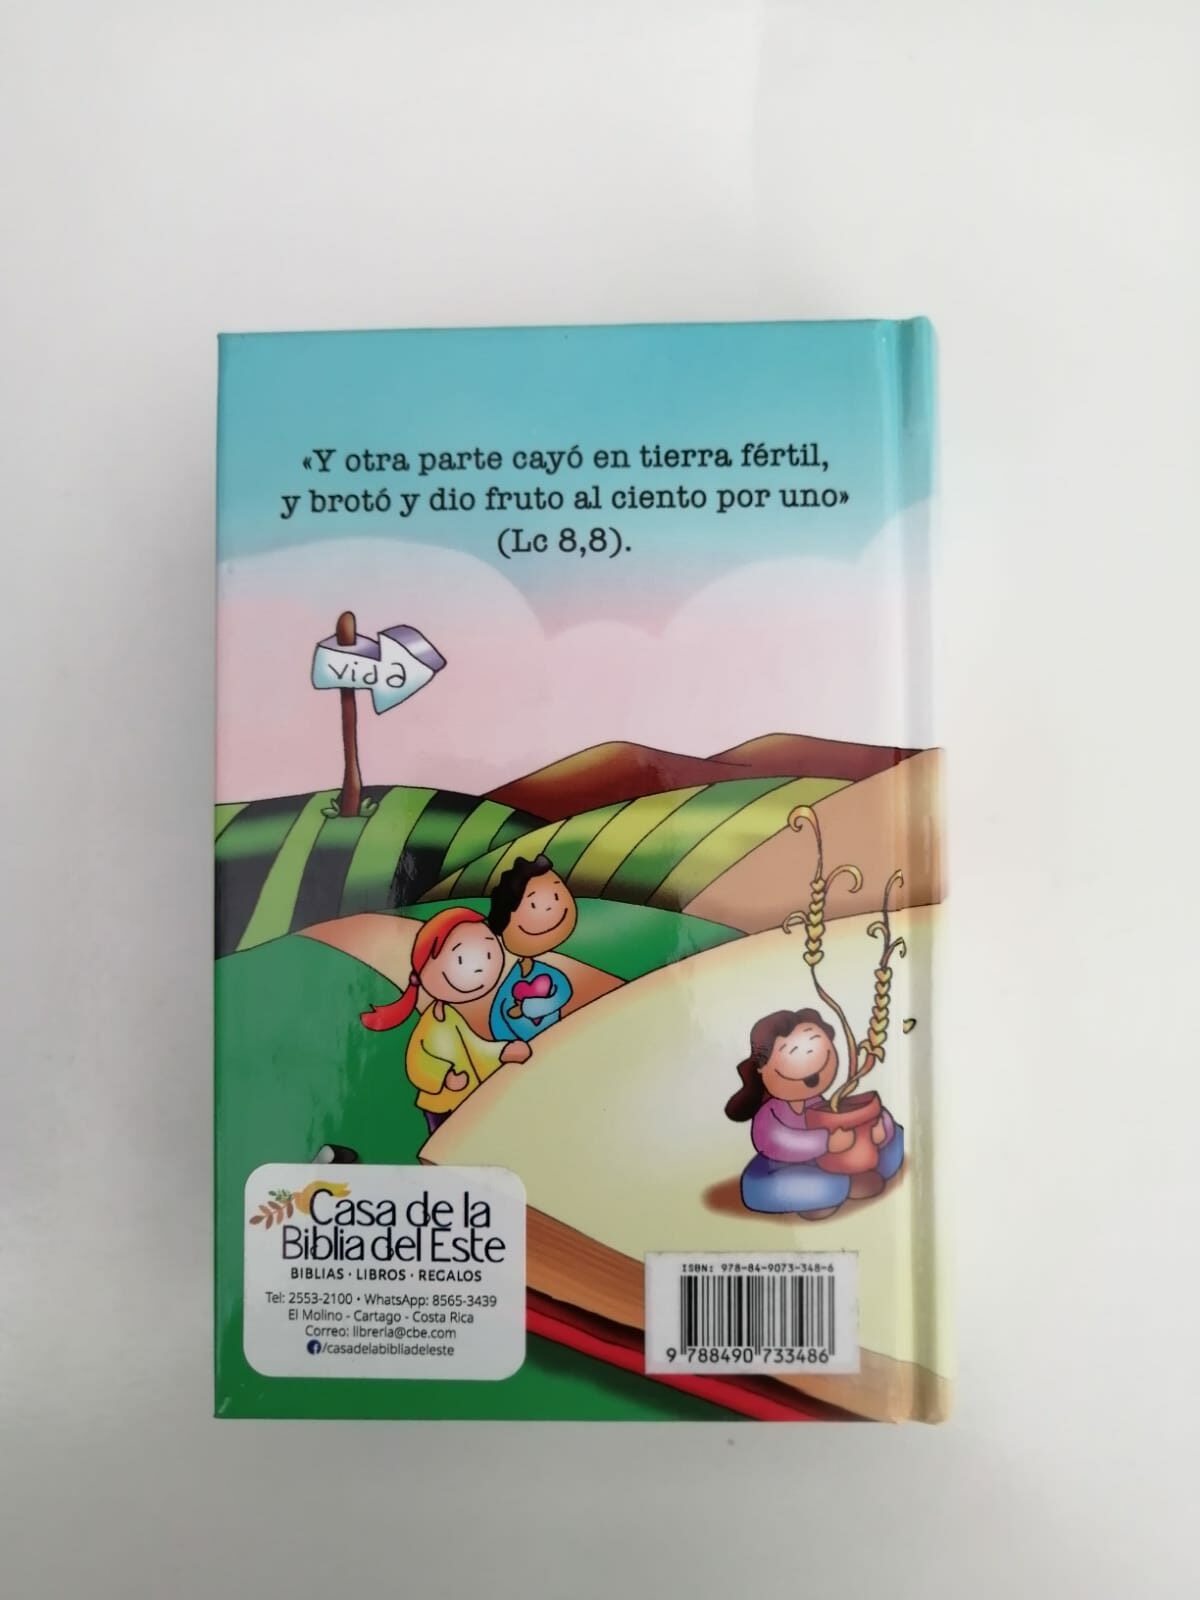 «Y otra parte cayó en tierra fértil,
y brotó y dio fruto al ciento por uno»
(Lc 8,8).
vida
Casa de la
Biblia del Este
BIBLIAS · LIBROS · REGALOS
Tel: 2553-2100 • WhatsApp: 8565-3439
El Molino - Cartago - Costa Rica
Correo: libreria@cbe.com
/casadelabibliadeleste
ISBN: 978-84-9073-348-6
9 788490 733486